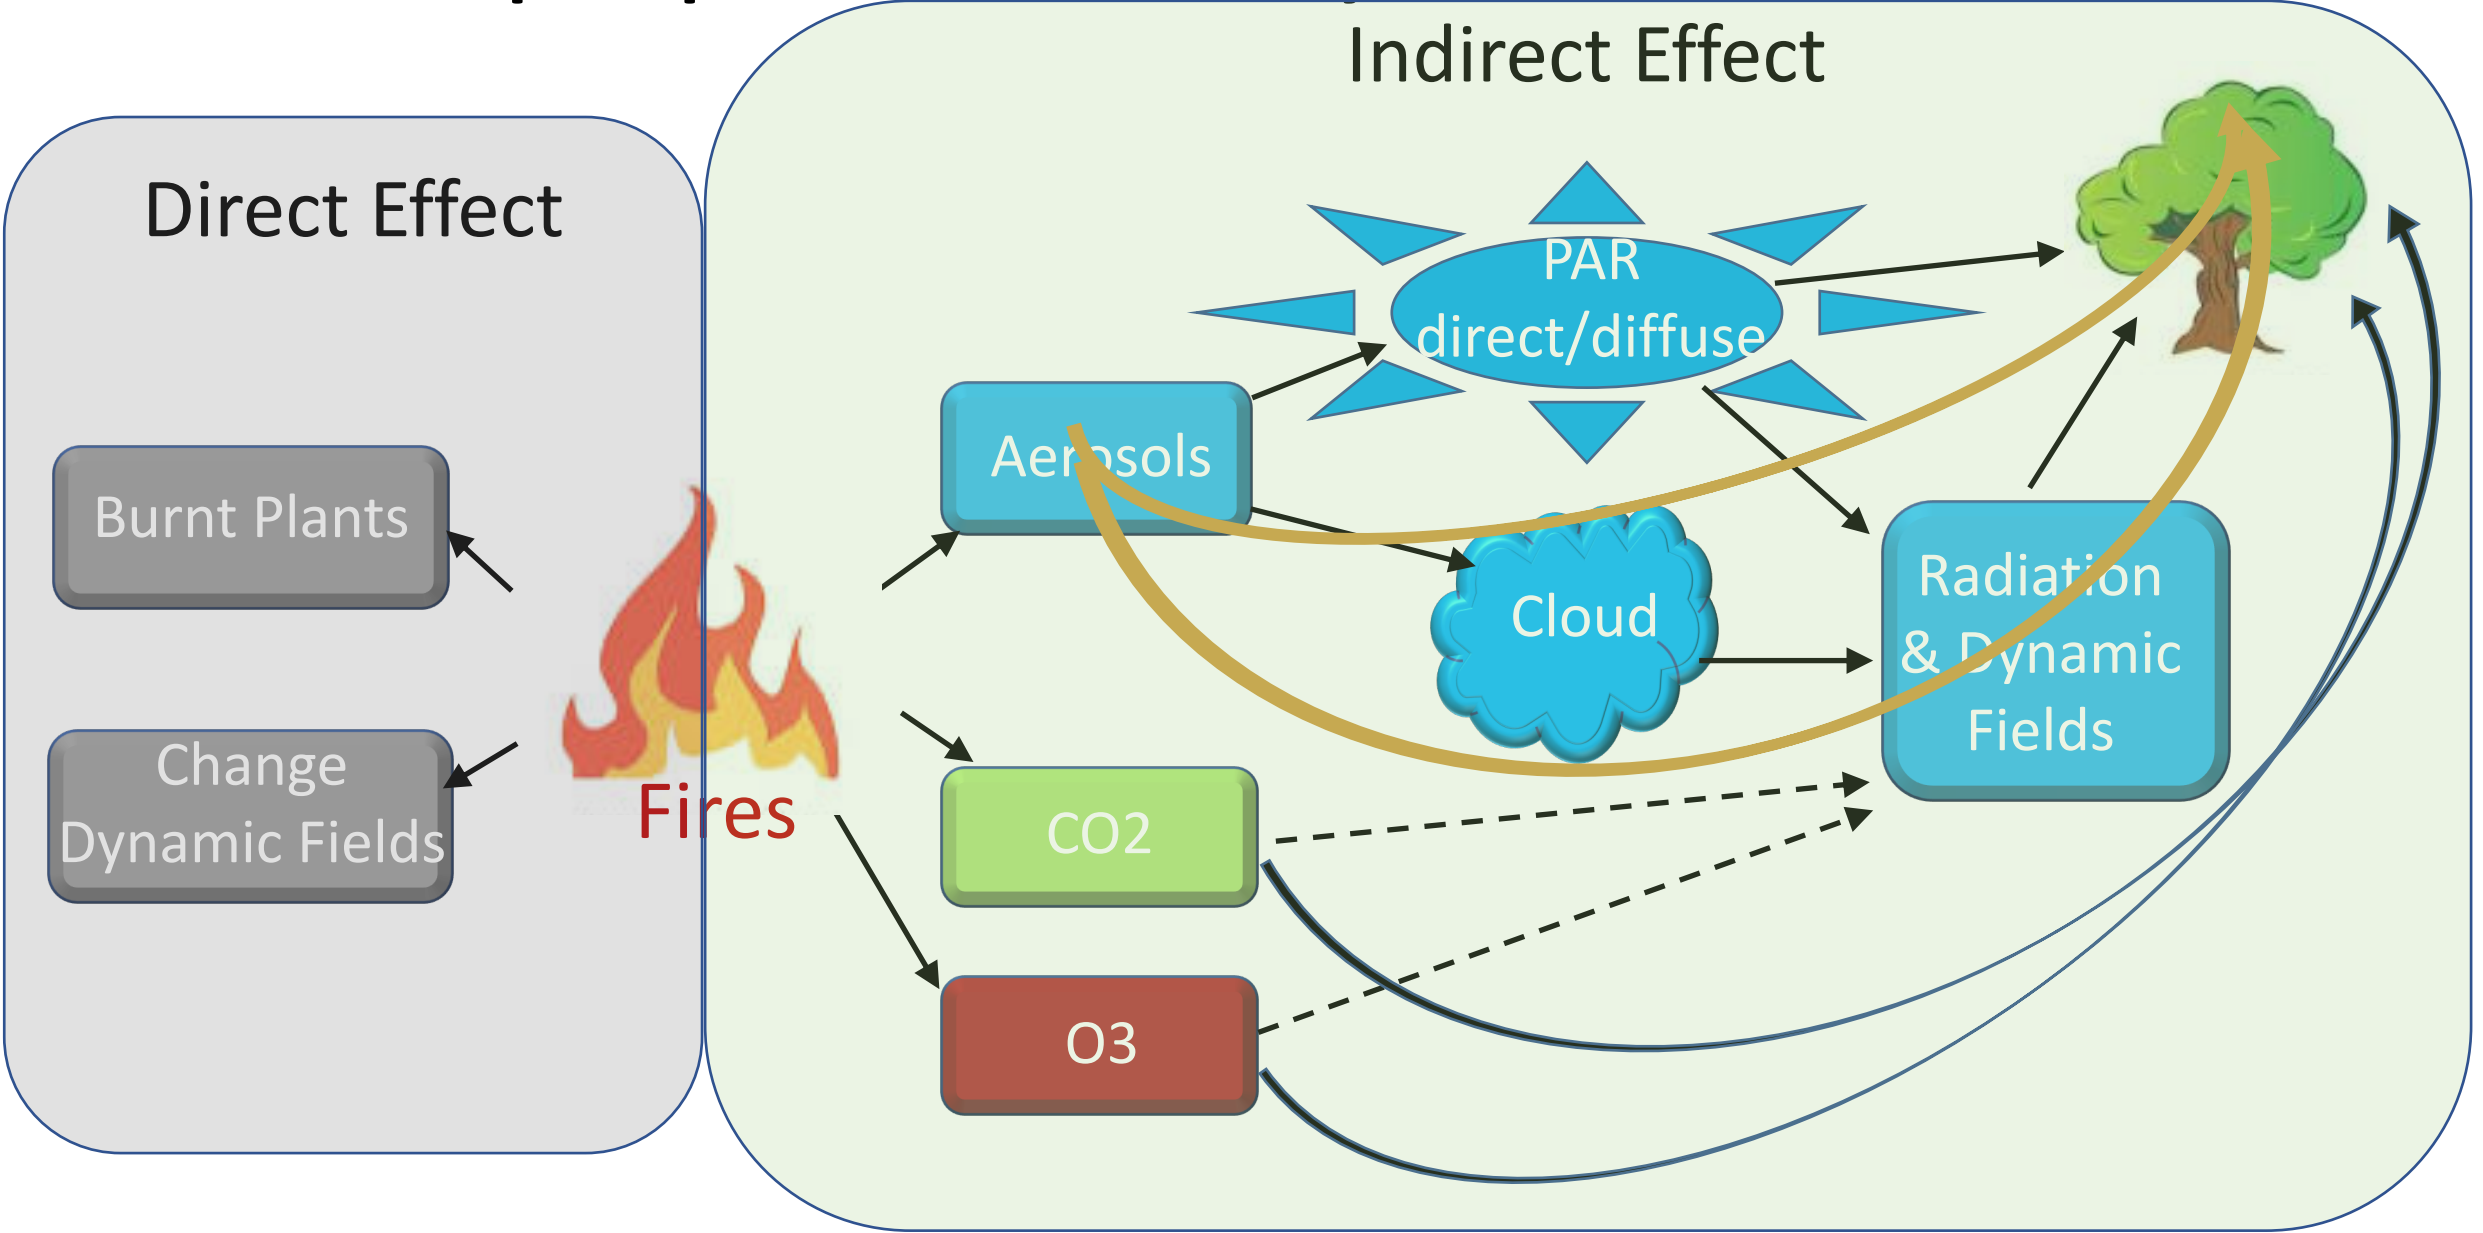 Indirect Effect
Direct Effect
PAR
direct/diffuse
Aerosols
Burnt Plants
Cloud
Radiation
& Dynamic
Fields
Change
Dynamic Fields
Fires
CO2
O3